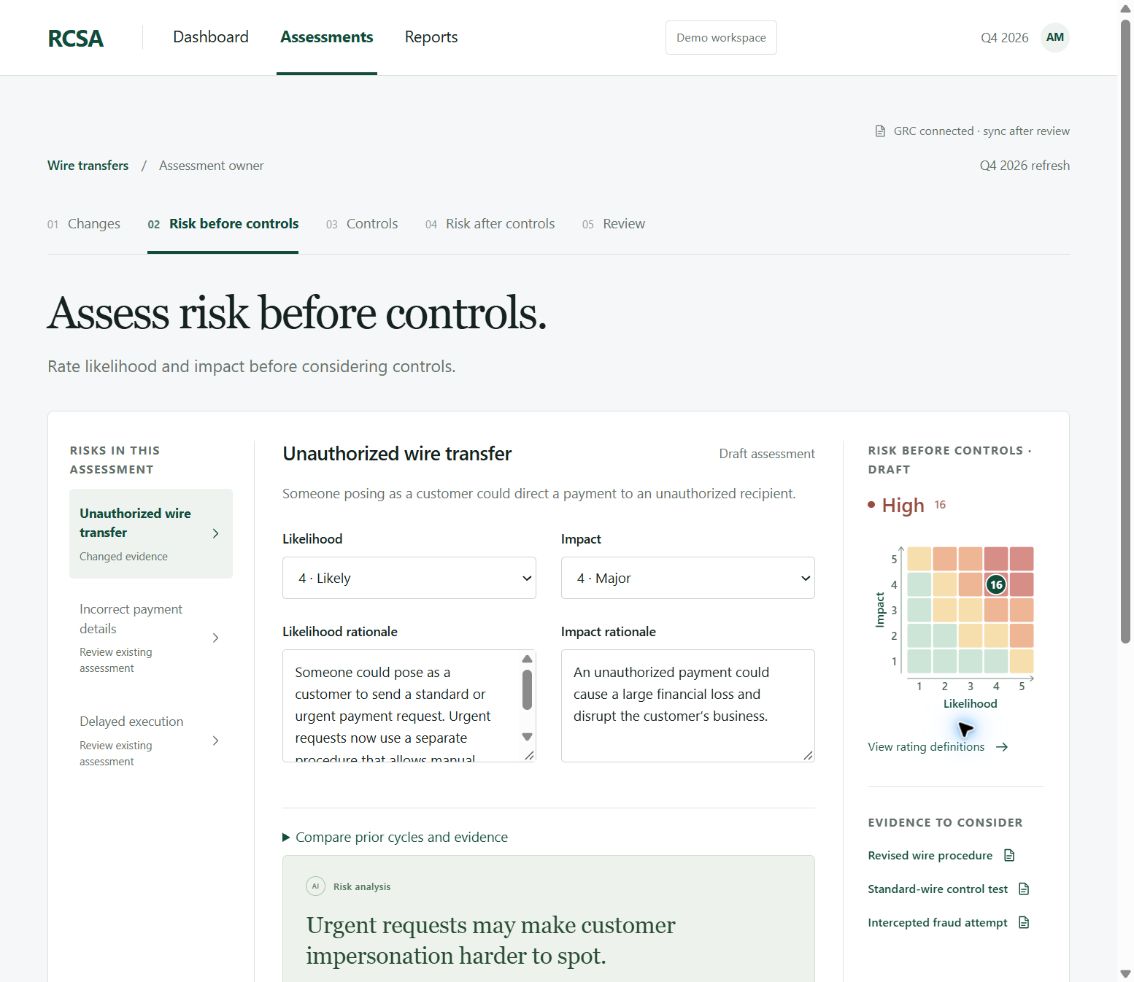 RCSA
Dashboard
Assessments
Reports
Demo workspace
Q4 2026
AM
GRC connected · sync after review
Wire transfers / Assessment owner
Q4 2026 refresh
01 Changes
02 Risk before controls
03 Controls
04 Risk after controls
05 Review
Assess risk before controls.
Rate likelihood and impact before considering controls.
RISKS IN THIS
ASSESSMENT
Unauthorized wire
transfer
Changed evidence
Incorrect payment
details
Review existing
assessment
Delayed execution
Review existing
assessment
Unauthorized wire transfer
Draft assessment
Someone posing as a customer could direct a payment to an unauthorized recipient.
Likelihood
4 · Likely
Impact
4 · Major
Likelihood rationale
Someone could pose as a
customer to send a standard or
urgent payment request. Urgent
requests now use a separate
procedure that allows manual
Impact rationale
An unauthorized payment could
cause a large financial loss and
disrupt the customer's business.
Compare prior cycles and evidence
AI Risk analysis
Urgent requests may make customer
impersonation harder to spot.
RISK BEFORE CONTROLS ·
DRAFT
High 16
Impact
5
4
3
2
1
16
1 2 3 4 5
Likelihood
View rating definitions
EVIDENCE TO CONSIDER
Revised wire procedure
Standard-wire control test
Intercepted fraud attempt